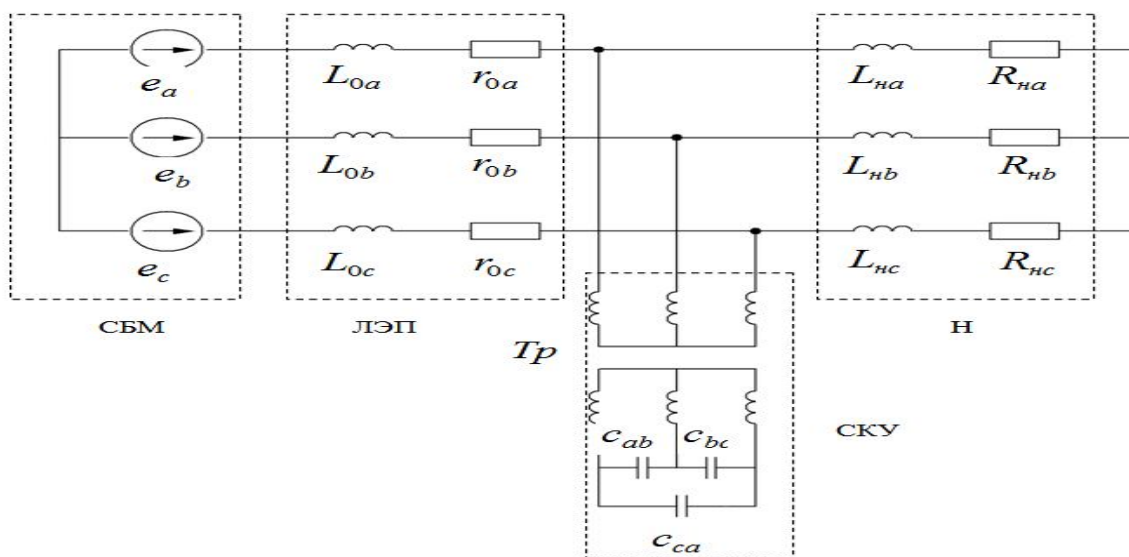 e_a
L_0a
r_0a
L_нa
R_нa
e_b
L_0b
r_0b
L_нb
R_нb
e_c
L_0c
r_0c
L_нc
R_нc
СБМ
ЛЭП
Н
Тр
СКУ
c_ab
c_bc
c_ca